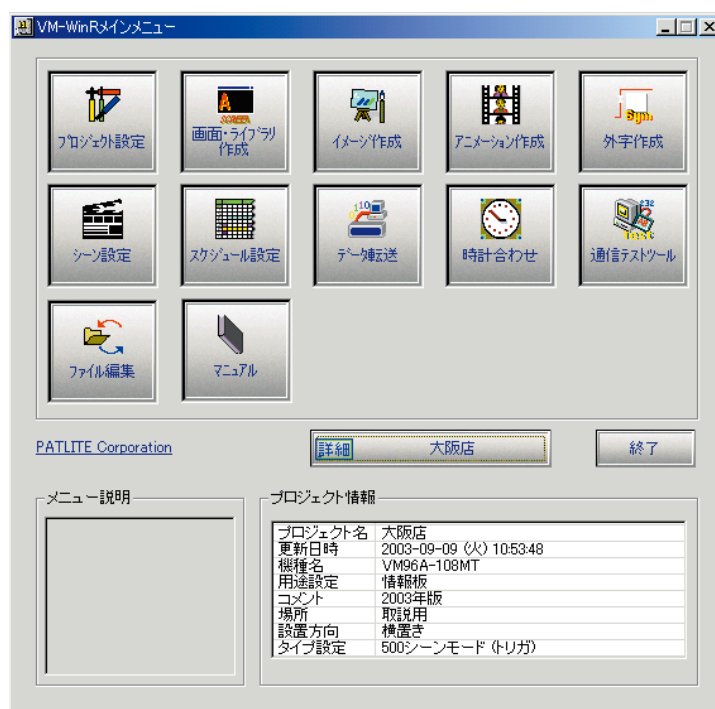 VM-WinRメインメニュー
プロジェクト設定
画面・ライブラリ
作成
イメージ作成
アニメーション作成
外字作成
シーン設定
スケジュール設定
データ転送
時計合わせ
通信テストツール
ファイル編集
マニュアル
PATLITE Corporation
詳細 大阪店
終了
メニュー説明
プロジェクト情報
プロジェクト名 大阪店
更新日時 2003-09-09 (火) 10:53:48
機種名 VM96A-108MT
用途設定 情報板
コメント 2003年版
場所 取説用
設置方向 横置き
タイプ設定 500シーンモード (トリガ)